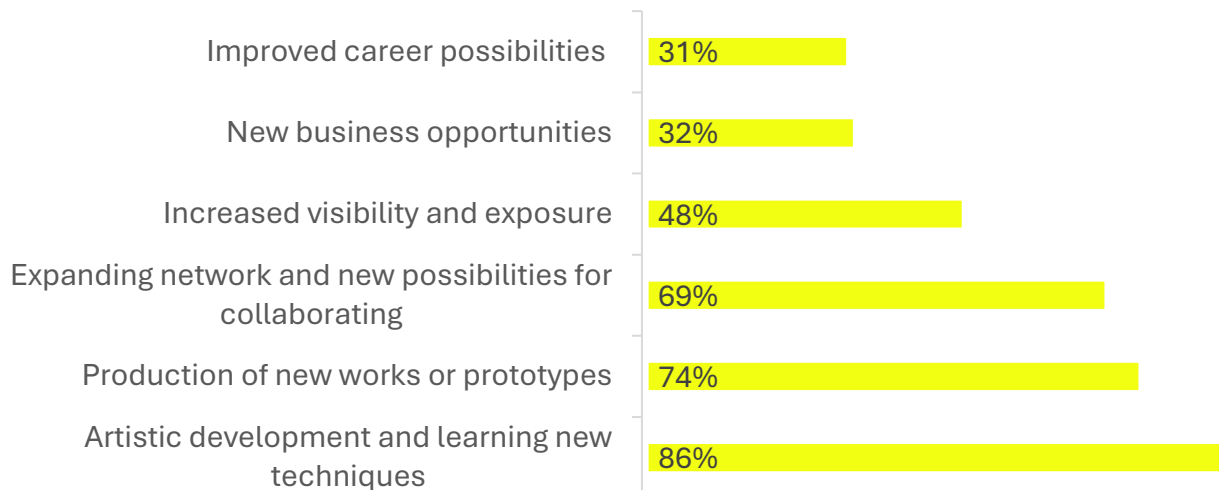 Improved career possibilities
31%
New business opportunities
32%
Increased visibility and exposure
48%
Expanding network and new possibilities for
collaborating
69%
Production of new works or prototypes
74%
Artistic development and learning new
techniques
86%